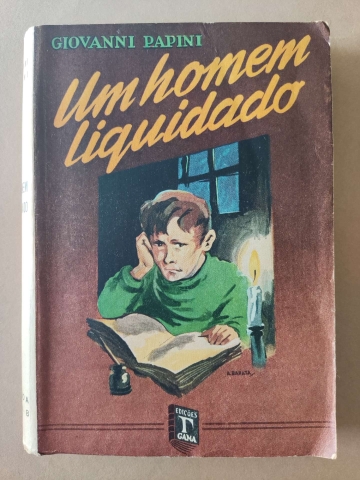 GIOVANNI PAPINI
Um homem
liquidado
EDIÇÕES
GAMA